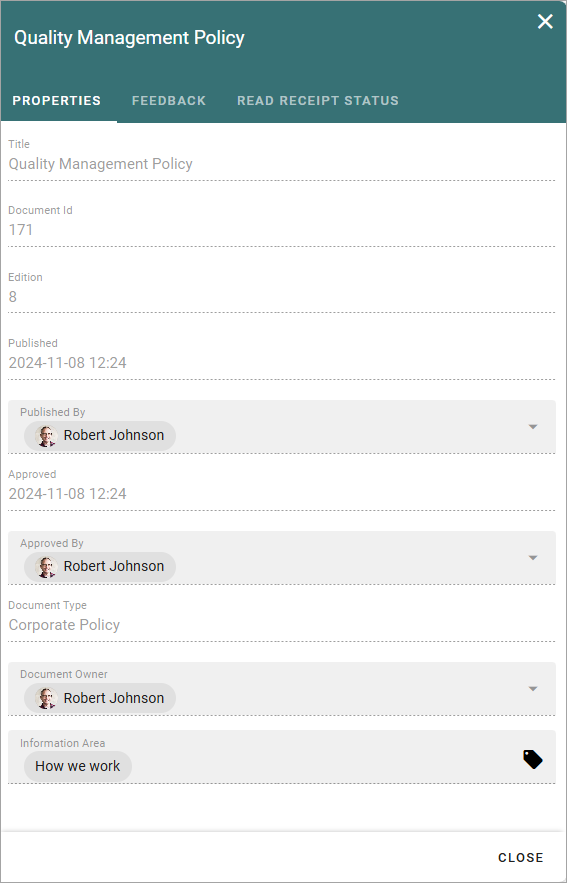 Quality Management Policy
PROPERTIES FEEDBACK READ RECEIPT STATUS
Title
Quality Management Policy
Document Id
171
Edition
8
Published
2024-11-08 12:24
Published By
Robert Johnson
Approved
2024-11-08 12:24
Approved By
Robert Johnson
Document Type
Corporate Policy
Document Owner
Robert Johnson
Information Area
How we work
CLOSE